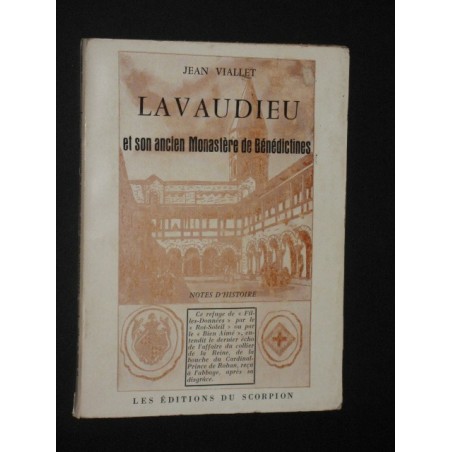 JEAN VIALLET
LAVAUDIEU
et son ancien Monastère de Bénédictines
NOTES D'HISTOIRE
Ce refuge de « Fil-
les-Données » par le
« Roi-Soleil » ou par
le « Bien Aimé », en-
tendit le dernier écho
de l'affaire du collier
de la Reine, de la
bouche du Cardinal,
Prince de Rohan, reçu
à l'abbaye, après sa
disgrâce.
LES ÉDITIONS DU SCORPION